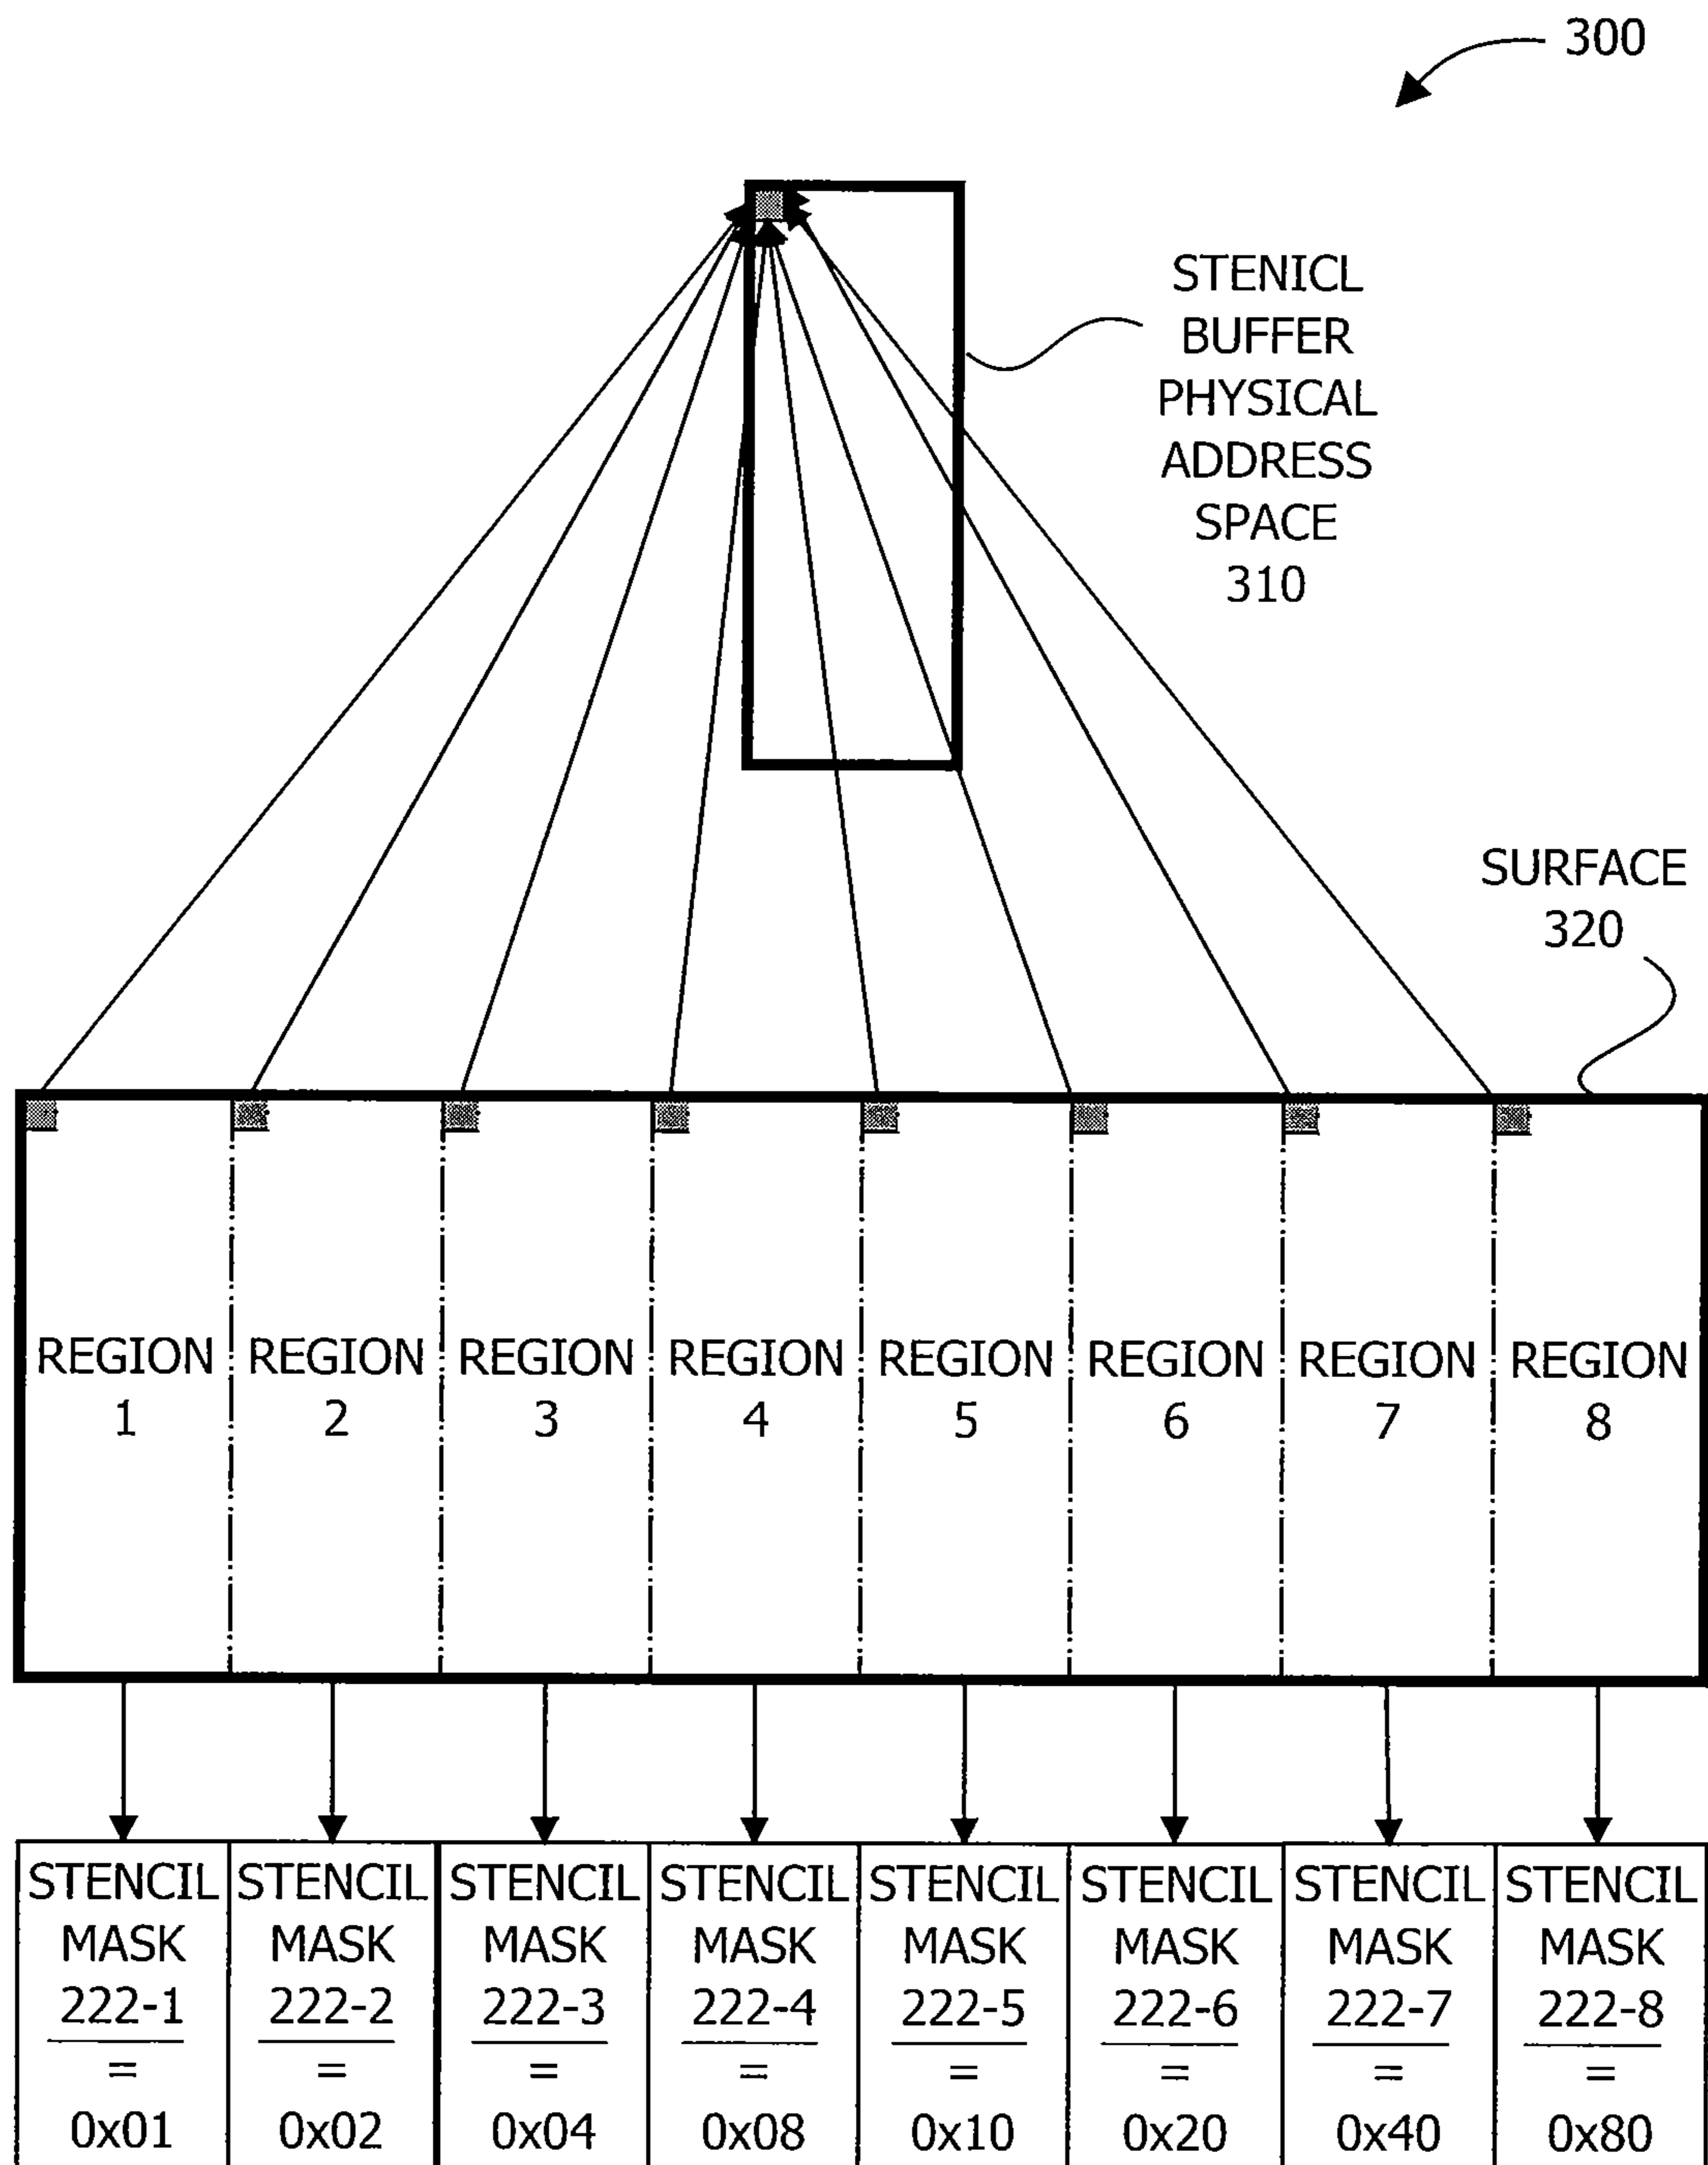 300
STENICL
BUFFER
PHYSICAL
ADDRESS
SPACE
310
SURFACE
320
REGION
1
REGION
2
REGION
3
REGION
4
REGION
5
REGION
6
REGION
7
REGION
8
STENCIL
MASK
222-1
=
0x01
STENCIL
MASK
222-2
=
0x02
STENCIL
MASK
222-3
=
0x04
STENCIL
MASK
222-4
=
0x08
STENCIL
MASK
222-5
=
0x10
STENCIL
MASK
222-6
=
0x20
STENCIL
MASK
222-7
=
0x40
STENCIL
MASK
222-8
=
0x80